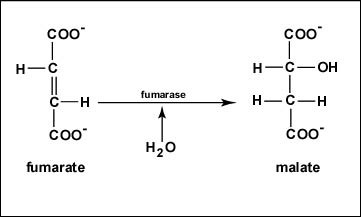 COO⁻
H—C
C—H
COO⁻
fumarate
fumarase
H₂O
COO⁻
H—C—OH
H—C—H
COO⁻
malate